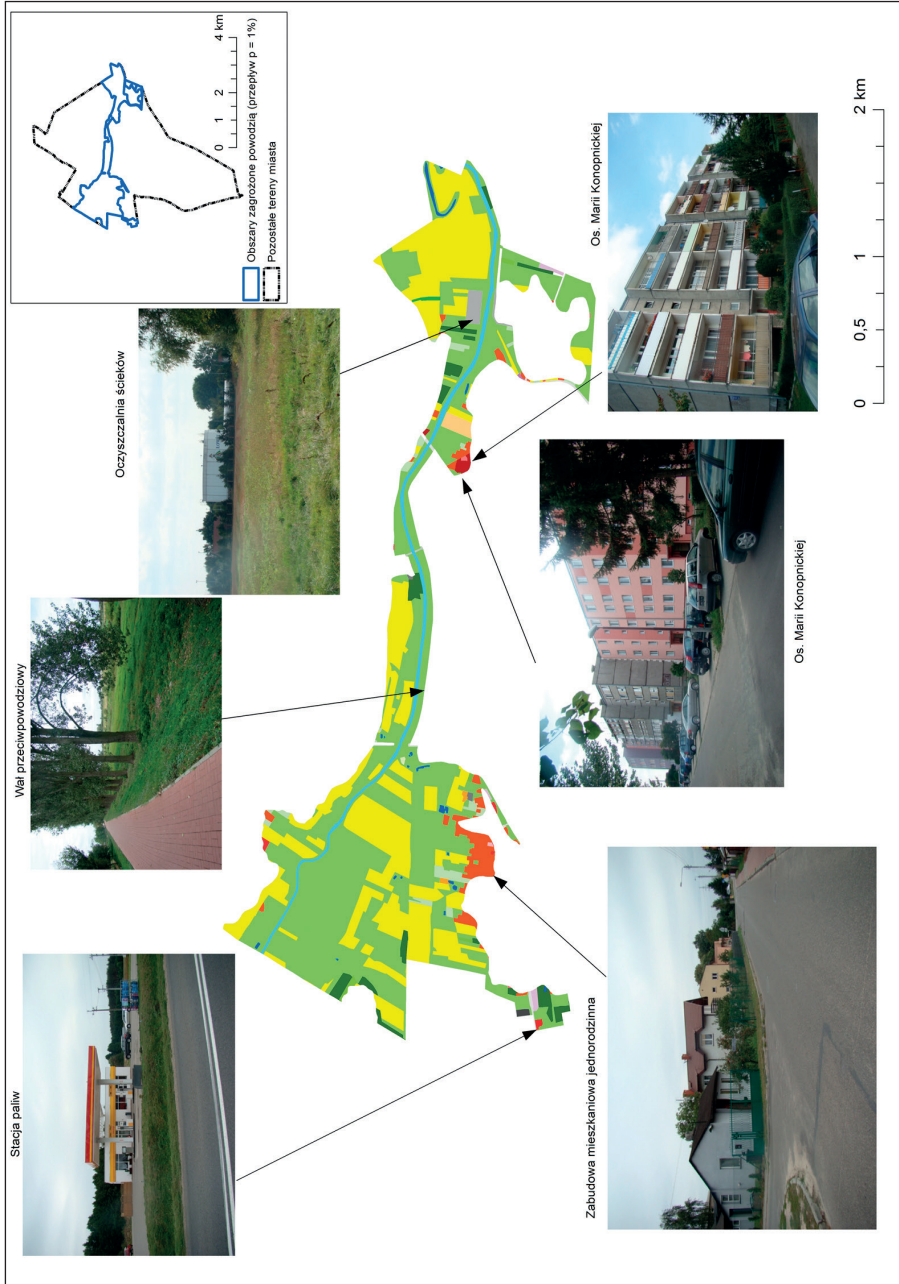 Stacja paliw
Wał przeciwpowodziowy
Oczyszczalnia ścieków
0 1 2 4 km
Obszary zagrożone powodzią (przepływ p = 1%)
Pozostałe tereny miasta
Zabudowa mieszkaniowa jednorodzinna
Os. Marii Konopnickiej
Os. Marii Konopnickiej
0 0,5 1 2 km